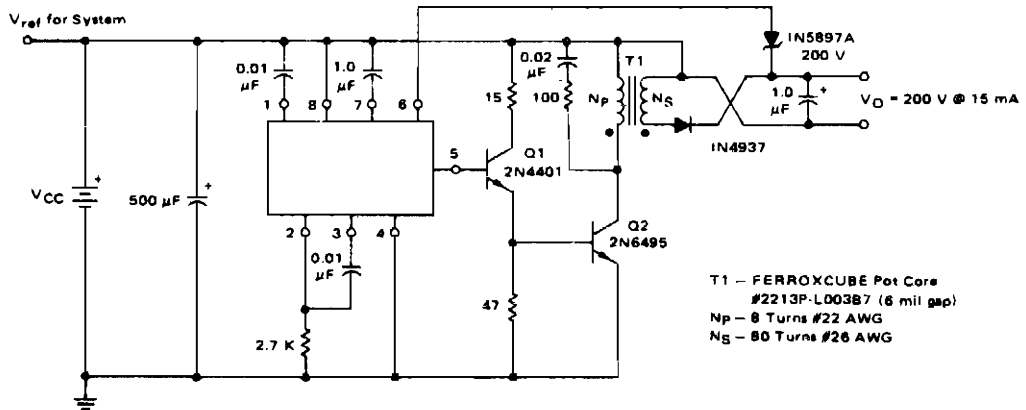 Vref for System
IN5897A
200 V
0.01
µF
1.0
µF
0.02
µF
T1
1
8
7
6
15
100
NP
NS
1.0
µF
+
VO = 200 V @ 15 mA
IN4937
5
Q1
2N4401
VCC
+
500 µF
+
2
3
4
0.01
µF
Q2
2N6495
47
2.7 K
T1 – FERROXCUBE Pot Core
#2213P-L003B7 (6 mil gap)
NP – 8 Turns #22 AWG
NS – 80 Turns #26 AWG